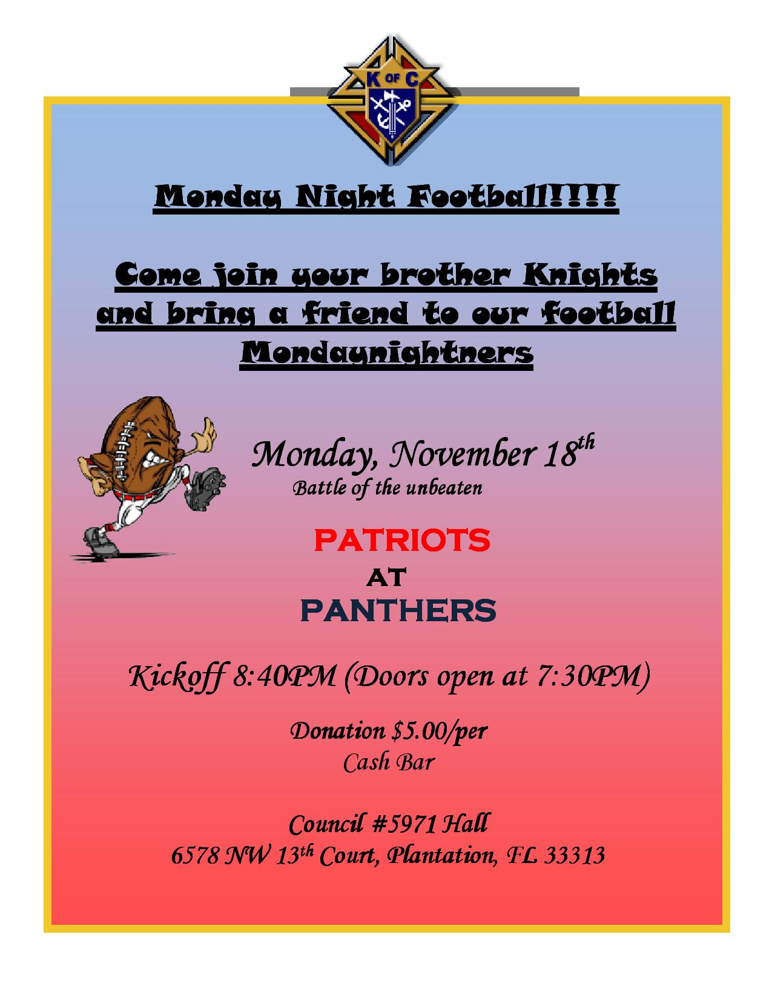 K OF C
Monday Night Football!!!!
Come join your brother Knights
and bring a friend to our football
Mondaynightners
Monday, November 18th
Battle of the unbeaten
PATRIOTS
AT
PANTHERS
Kickoff 8:40PM (Doors open at 7:30PM)
Donation $5.00/per
Cash Bar
Council #5971 Hall
6578 NW 13th Court, Plantation, FL 33313